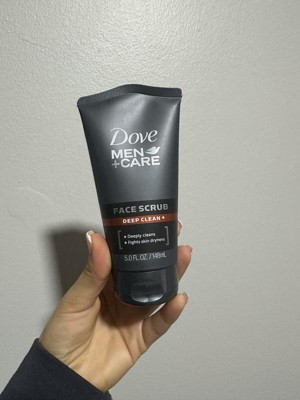 Dove
MEN
+CARE
FACE SCRUB
DEEP CLEAN +
• Deeply cleans
• Fights skin dryness
5.0 FL. OZ. / 148mL